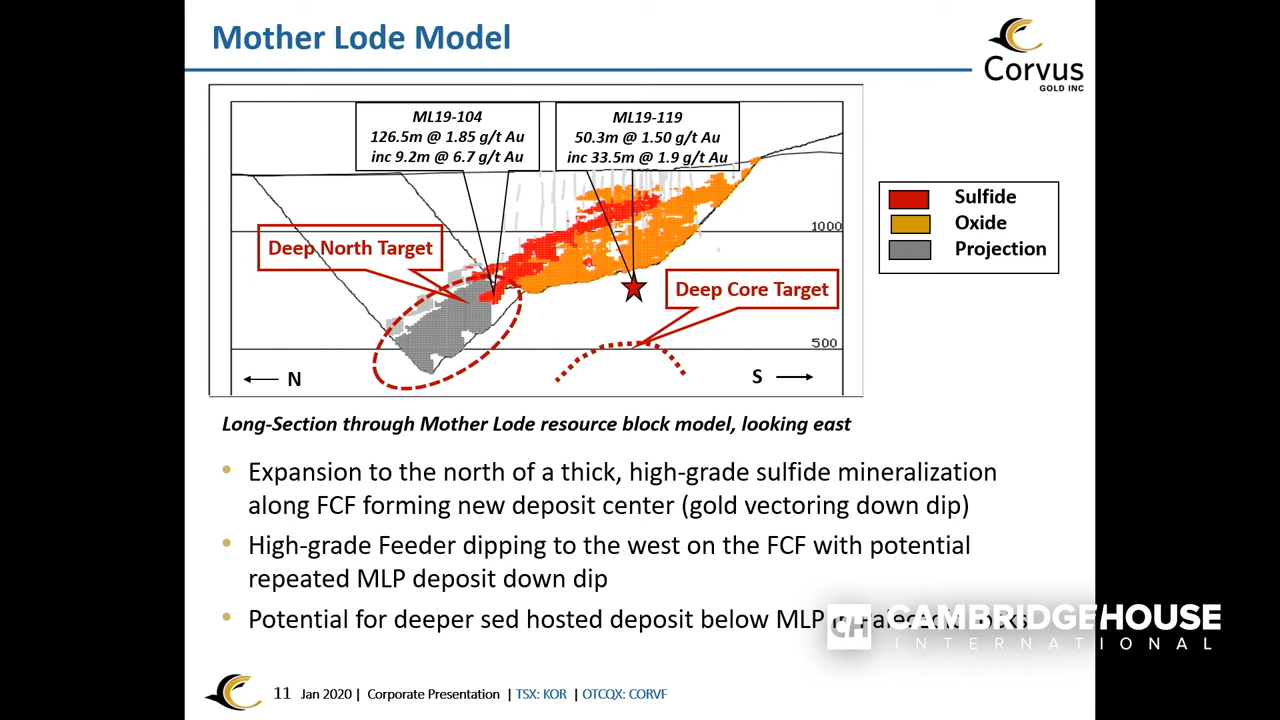 Mother Lode Model
Corvus
GOLD INC
ML19-104
126.5m @ 1.85 g/t Au
inc 9.2m @ 6.7 g/t Au
ML19-119
50.3m @ 1.50 g/t Au
inc 33.5m @ 1.9 g/t Au
Sulfide
Oxide
Projection
1000
Deep North Target
Deep Core Target
500
N
S
Long-Section through Mother Lode resource block model, looking east
• Expansion to the north of a thick, high-grade sulfide mineralization
along FCF forming new deposit center (gold vectoring down dip)
• High-grade Feeder dipping to the west on the FCF with potential
repeated MLP deposit down dip
• Potential for deeper sed hosted deposit below MLP
CH CAMBRIDGEHOUSE
INTERNATIONAL
11 Jan 2020 | Corporate Presentation | TSX: KOR | OTCQX: CORVF